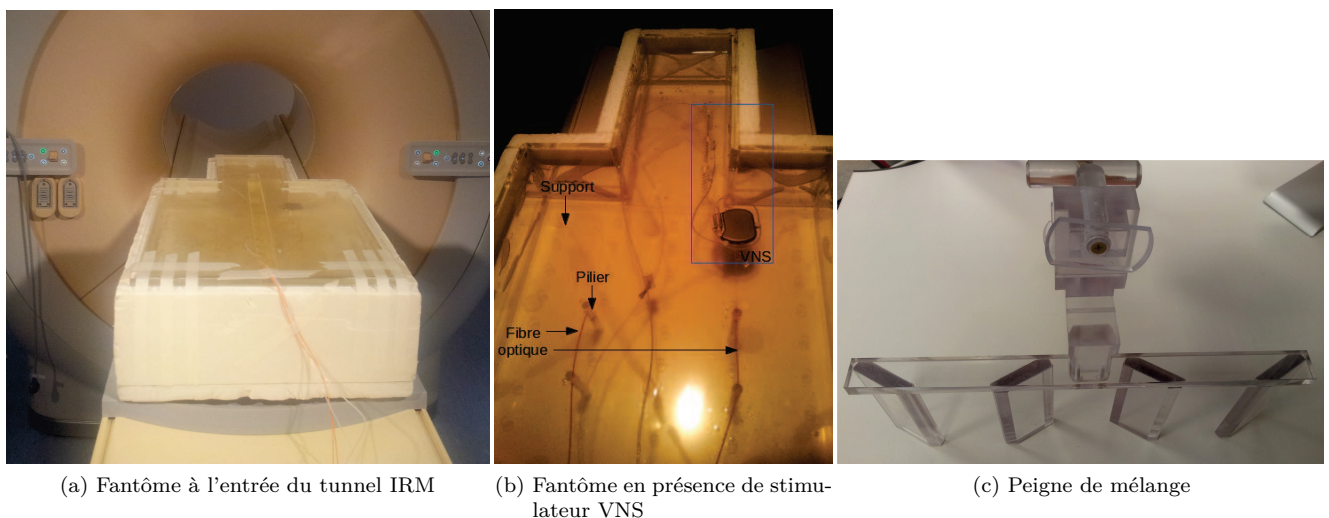 Support
VNS
Pilier
Fibre
optique
(a) Fantôme à l'entrée du tunnel IRM
(b) Fantôme en présence de stimu-
lateur VNS
(c) Peigne de mélange